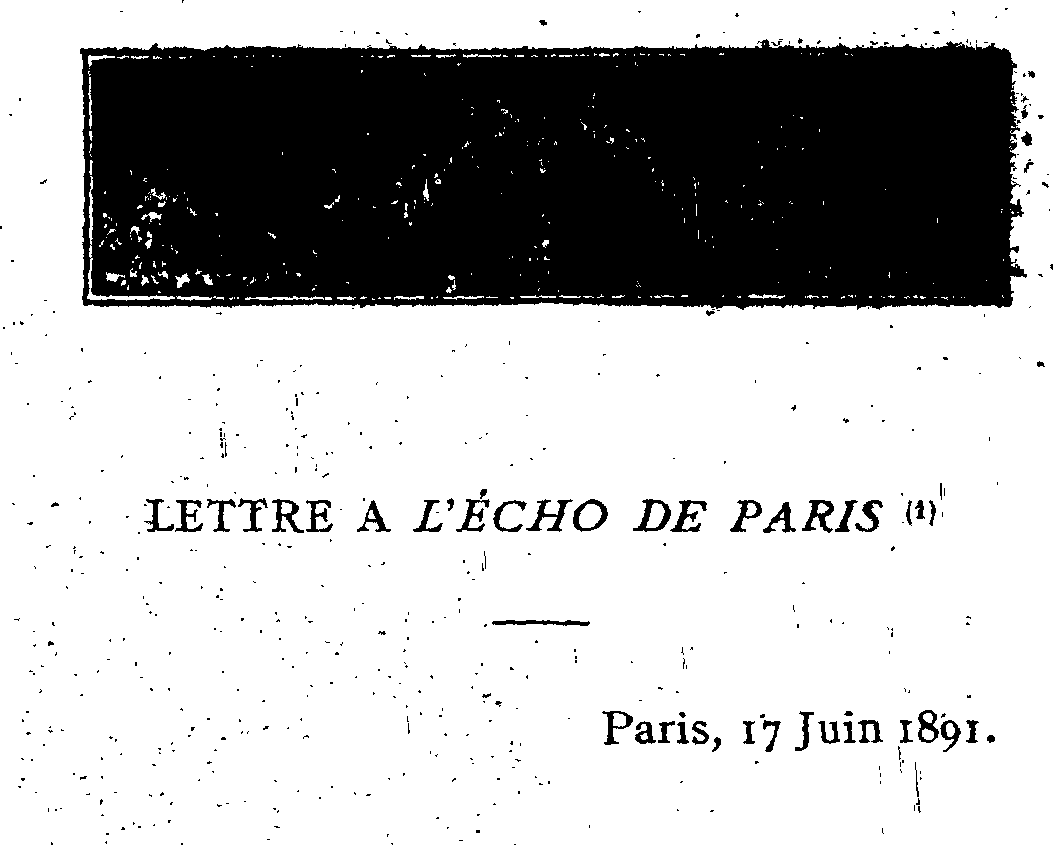 LETTRE A L'ÉCHO DE PARIS (1)
Paris, 17 Juin 1891.